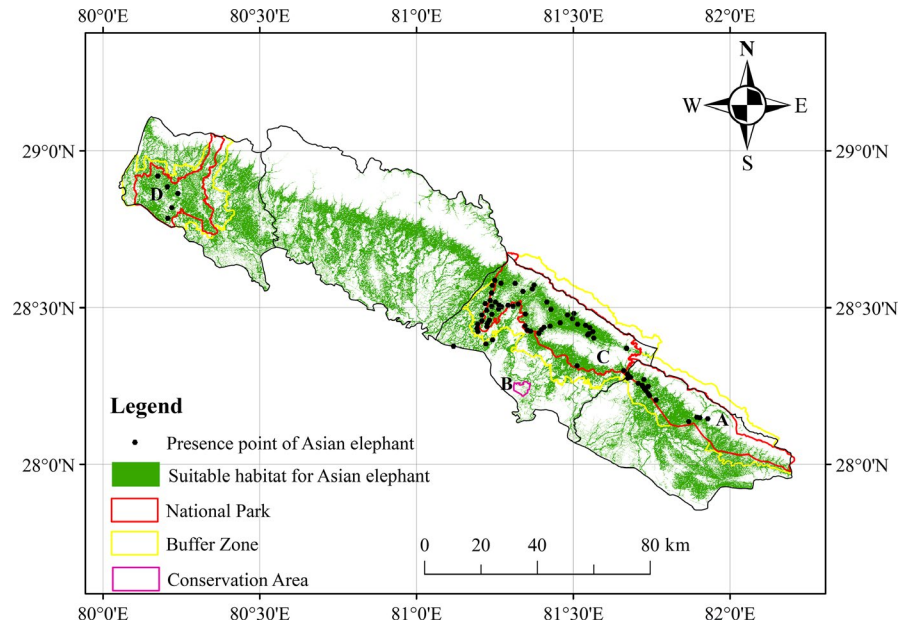 80°0'E 80°30'E 81°0'E 81°30'E 82°0'E
N
W E
S
29°0'N 29°0'N
D
28°30'N 28°30'N
C
B
A
Legend
Presence point of Asian elephant
Suitable habitat for Asian elephant
National Park
Buffer Zone
Conservation Area
28°0'N 28°0'N
0 20 40 80 km
80°0'E 80°30'E 81°0'E 81°30'E 82°0'E